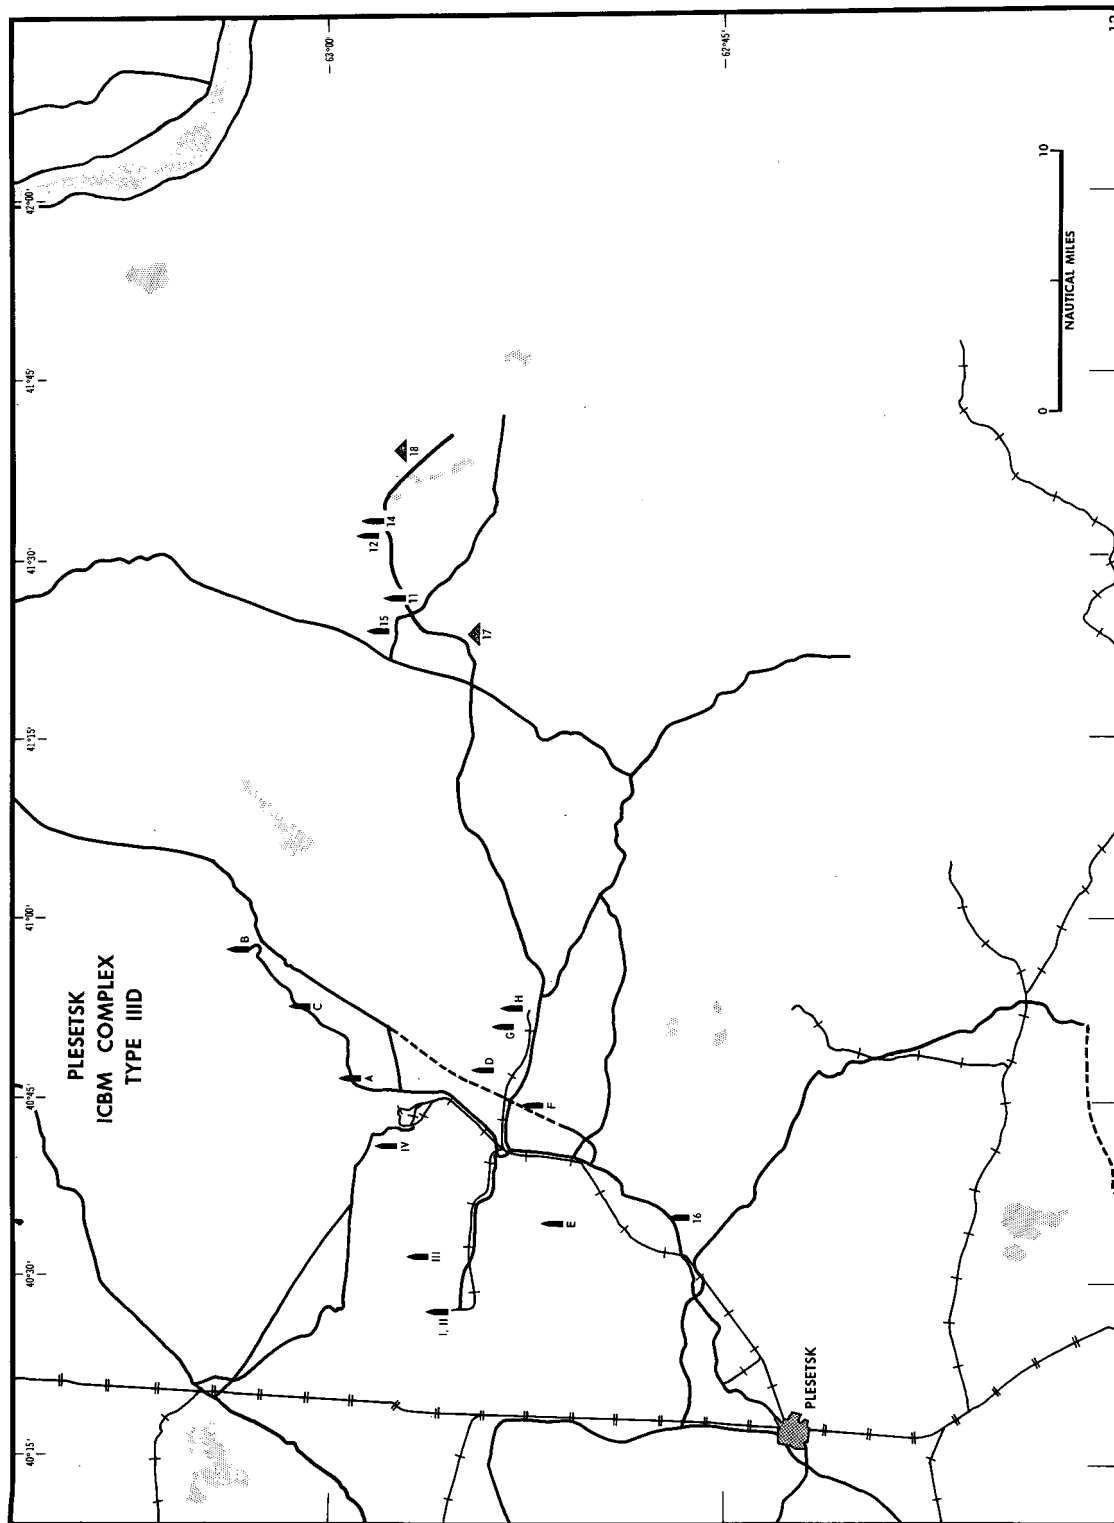 PLESETSK
ICBM COMPLEX
TYPE IIID
40°15'
40°30'
40°45'
41°00'
41°15'
41°30'
41°45'
42°00'
63°00'
62°45'
B
C
A
IV
III
I, II
D
G
H
F
E
16
15
11
12
14
17
18
PLESETSK
0
10
NAUTICAL MILES